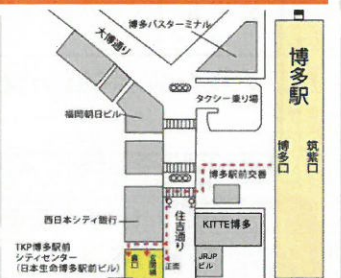 博多バスターミナル
大博通り
博多駅
タクシー乗り場
福岡朝日ビル
博多口
筑紫口
博多駅前交番
西日本シティ銀行
住吉通り
KITTE博多
TKP博多駅前
シティセンター
(日本生命博多駅前ビル)
裏口
JRJP
ビル
正面